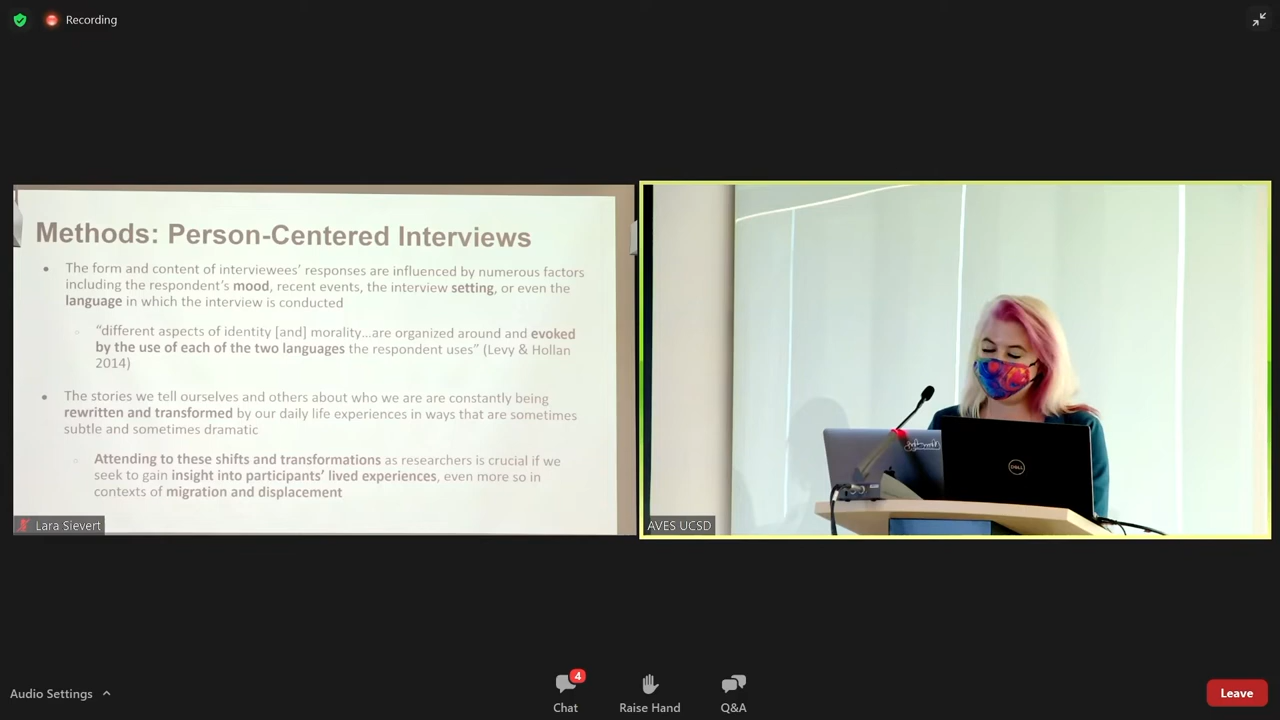 Recording
Methods: Person-Centered Interviews
• The form and content of interviewees' responses are influenced by numerous factors
including the respondent's mood, recent events, the interview setting, or even the
language in which the interview is conducted
"different aspects of identity [and] morality...are organized around and evoked
by the use of each of the two languages the respondent uses" (Levy & Hollan
2014)
• The stories we tell ourselves and others about who we are are constantly being
rewritten and transformed by our daily life experiences in ways that are sometimes
subtle and sometimes dramatic
Attending to these shifts and transformations as researchers is crucial if we
seek to gain insight into participants' lived experiences, even more so in
contexts of migration and displacement
Lara Sievert
DELL
AVES UCSD
Audio Settings
4
Chat
Raise Hand
Q&A
Leave